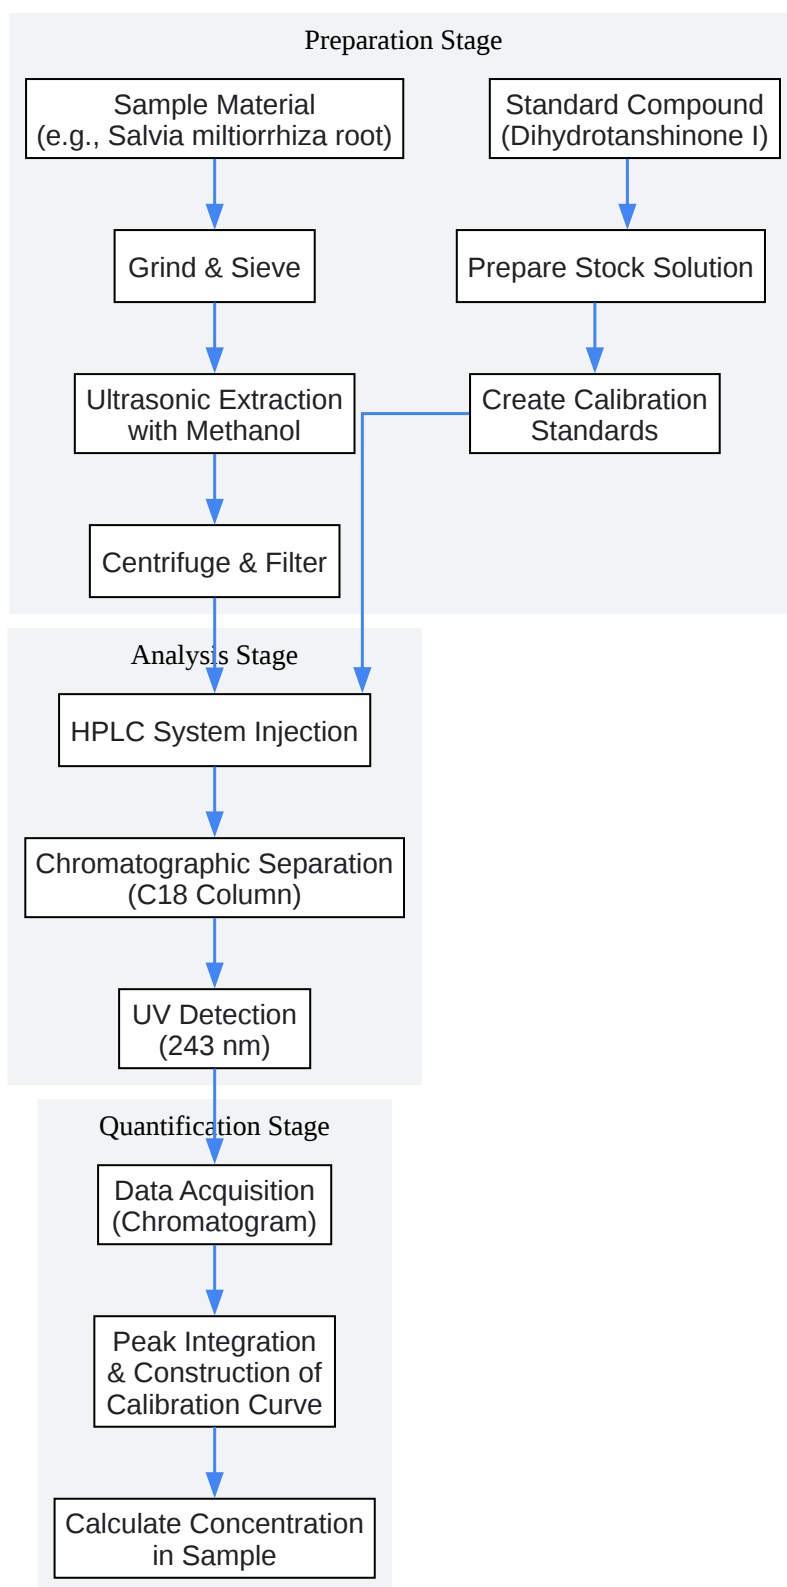 Preparation Stage
Sample Material
(e.g., Salvia miltiorrhiza root)
Standard Compound
(Dihydrotanshinone I)
Grind & Sieve
Prepare Stock Solution
Ultrasonic Extraction
with Methanol
Create Calibration
Standards
Centrifuge & Filter
Analysis Stage
HPLC System Injection
Chromatographic Separation
(C18 Column)
UV Detection
(243 nm)
Quantification Stage
Data Acquisition
(Chromatogram)
Peak Integration
& Construction of
Calibration Curve
Calculate Concentration
in Sample